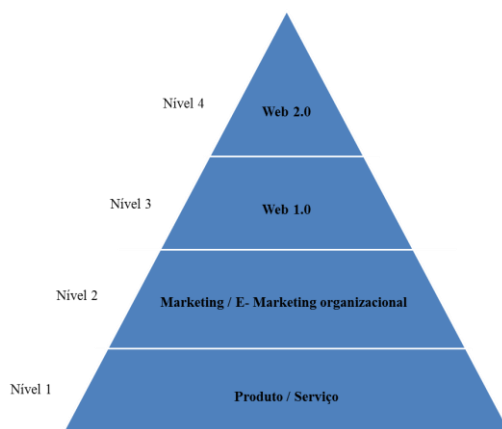 Nível 4
Web 2.0
Nível 3
Web 1.0
Nível 2
Marketing / E- Marketing organizacional
Nível 1
Produto / Serviço